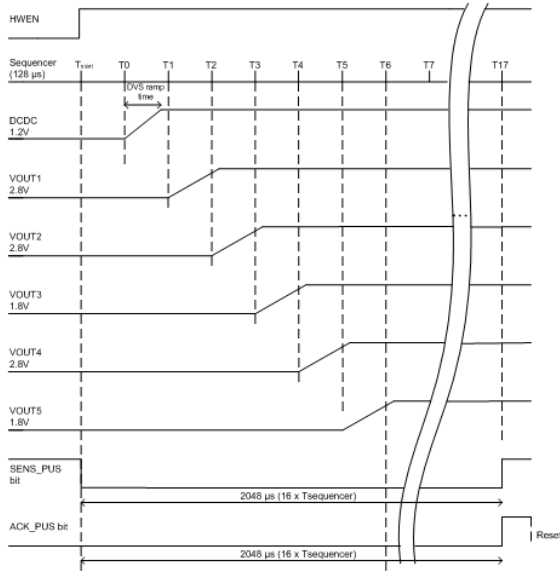 HWEN
Sequencer
(128 µs)
Tstart T0 T1 T2 T3 T4 T5 T6 T7 T17
DVS ramp
time
DCDC
1.2V
VOUT1
2.8V
VOUT2
2.8V
...
VOUT3
1.8V
VOUT4
2.8V
VOUT5
1.8V
SENS_PUS
bit
2048 µs (16 x Tsequencer)
ACK_PUS bit
Reset
2048 µs (16 x Tsequencer)